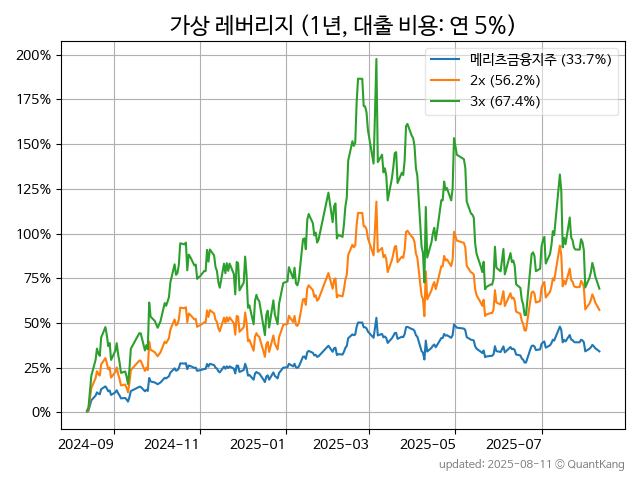 가상 레버리지 (1년, 대출 비용: 연 5%)
메리츠금융지주 (33.7%)
2x (56.2%)
3x (67.4%)
200%
175%
150%
125%
100%
75%
50%
25%
0%
2024-09 2024-11 2025-01 2025-03 2025-05 2025-07
updated: 2025-08-11 © QuantKang